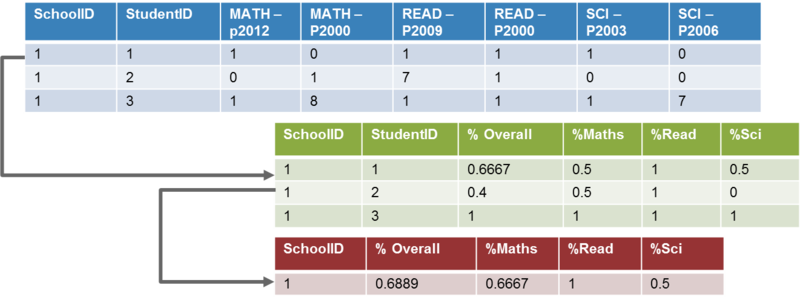 SchoolID StudentID MATH – p2012 MATH – P2000 READ – P2009 READ – P2000 SCI – P2003 SCI – P2006
1 1 1 0 1 1 1 0
1 2 0 1 7 1 0 0
1 3 1 8 1 1 1 7
SchoolID StudentID % Overall %Maths %Read %Sci
1 1 0.6667 0.5 1 0.5
1 2 0.4 0.5 1 0
1 3 1 1 1 1
SchoolID % Overall %Maths %Read %Sci
1 0.6889 0.6667 1 0.5